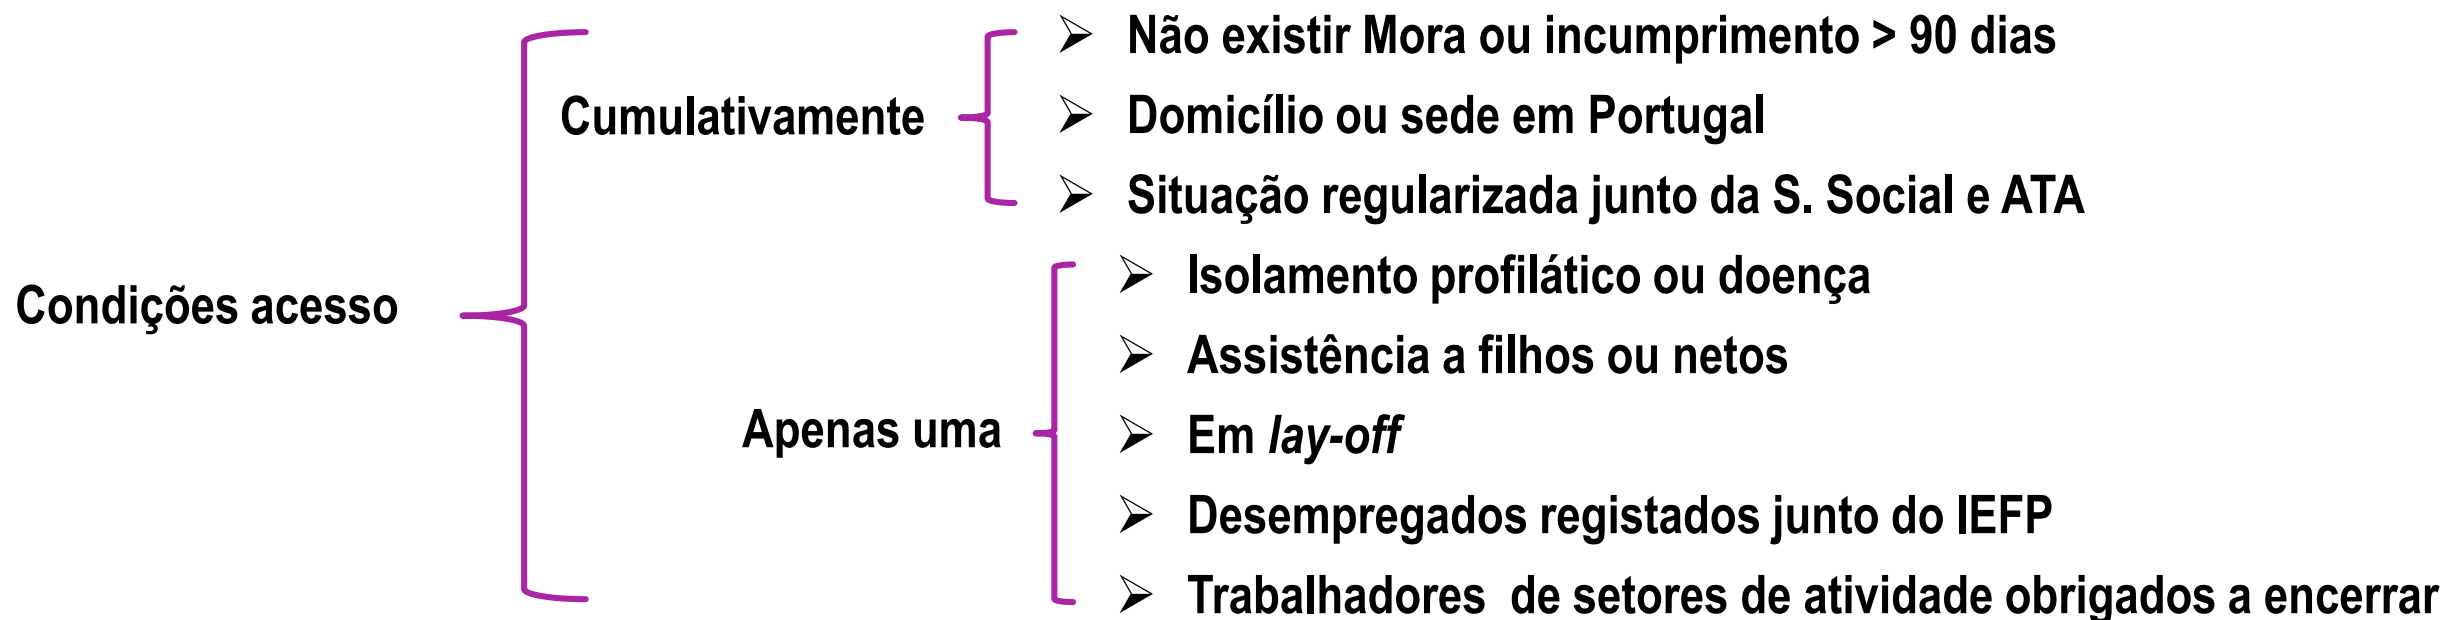 Condições acesso
Cumulativamente
Não existir Mora ou incumprimento > 90 dias
Domicílio ou sede em Portugal
Situação regularizada junto da S. Social e ATA
Apenas uma
Isolamento profilático ou doença
Assistência a filhos ou netos
Em lay-off
Desempregados registados junto do IEFP
Trabalhadores de setores de atividade obrigados a encerrar